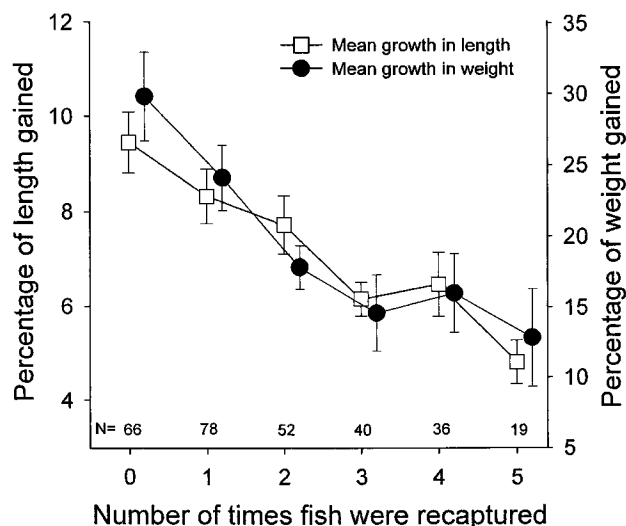 Percentage of length gained
12
10
8
6
4
Mean growth in length
Mean growth in weight
35
30
25
20
15
10
5
Percentage of weight gained
N= 66 78 52 40 36 19
0 1 2 3 4 5
Number of times fish were recaptured